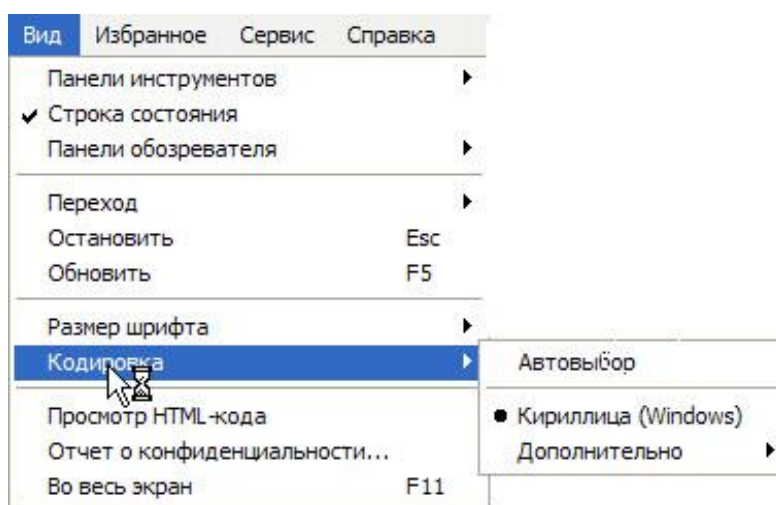 Вид Избранное Сервис Справка
Панели инструментов
Строка состояния
Панели обозревателя
Переход
Остановить Esc
Обновить F5
Размер шрифта
Кодировка
Автовыбор
Просмотр HTML-кода
Кириллица (Windows)
Отчет о конфиденциальности...
Дополнительно
Во весь экран F11